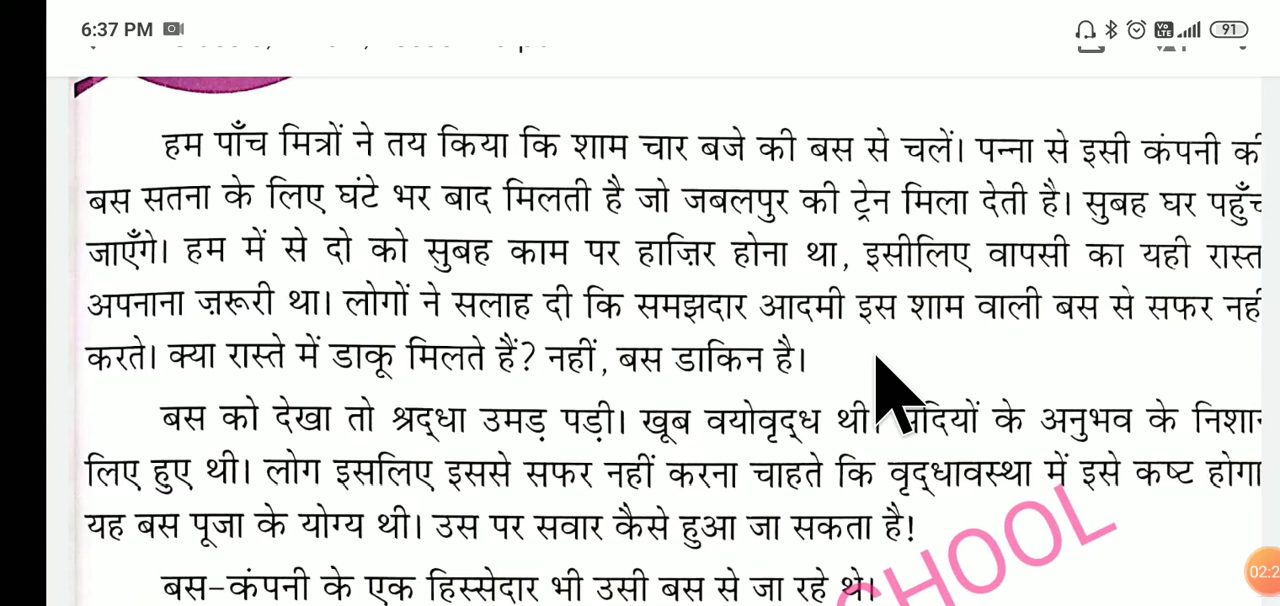 6:37 PM
91
हम पाँच मित्रों ने तय किया कि शाम चार बजे की बस से चलें। पन्ना से इसी कंपनी की
बस सतना के लिए घंटे भर बाद मिलती है जो जबलपुर की ट्रेन मिला देती है। सुबह घर पहुँच
जाएँगे। हम में से दो को सुबह काम पर हाज़िर होना था, इसीलिए वापसी का यही रास्त
अपनाना ज़रूरी था। लोगों ने सलाह दी कि समझदार आदमी इस शाम वाली बस से सफर नहीं
करते। क्या रास्ते में डाकू मिलते हैं? नहीं, बस डाकिन है।
बस को देखा तो श्रद्धा उमड़ पड़ी। खूब वयोवृद्ध थी। सदियों के अनुभव के निशान
लिए हुए थी। लोग इसलिए इससे सफर नहीं करना चाहते कि वृद्धावस्था में इसे कष्ट होगा
यह बस पूजा के योग्य थी। उस पर सवार कैसे हुआ जा सकता है!
बस-कंपनी के एक हिस्सेदार भी उसी बस से जा रहे थे।